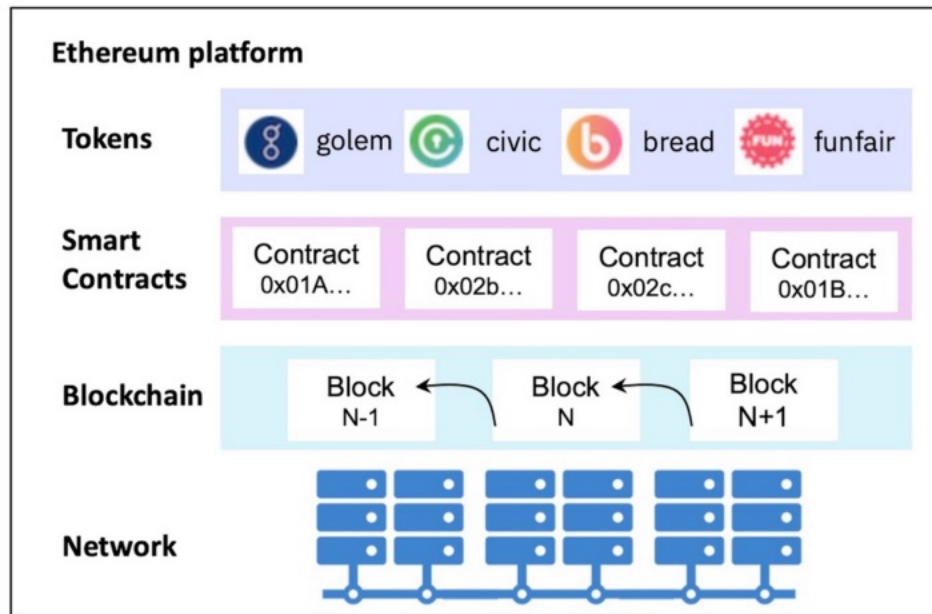 Ethereum platform
Tokens
golem
civic
bread
FUN
funfair
Smart
Contracts
Contract
0x01A...
Contract
0x02b...
Contract
0x02c...
Contract
0x01B...
Blockchain
Block
N-1
Block
N
Block
N+1
Network